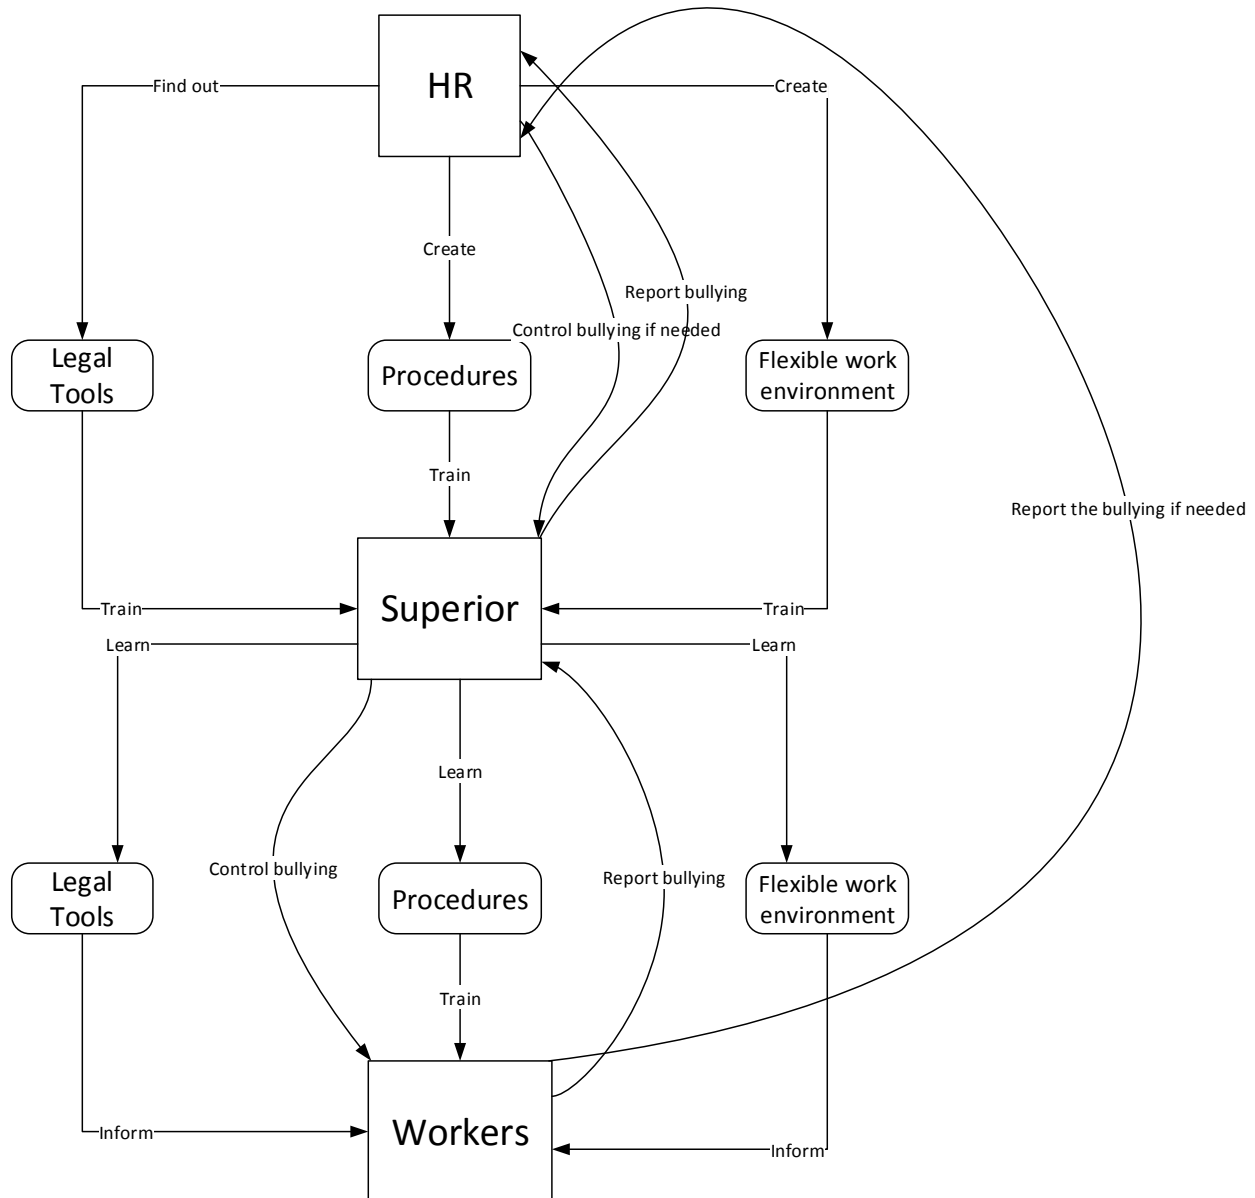 HR
Find out
Create
Create
Report bullying
Control bullying if needed
Legal
Tools
Procedures
Flexible work
environment
Train
Report the bullying if needed
Superior
Train
Train
Learn
Learn
Learn
Control bullying
Report bullying
Legal
Tools
Procedures
Flexible work
environment
Train
Workers
Inform
Inform